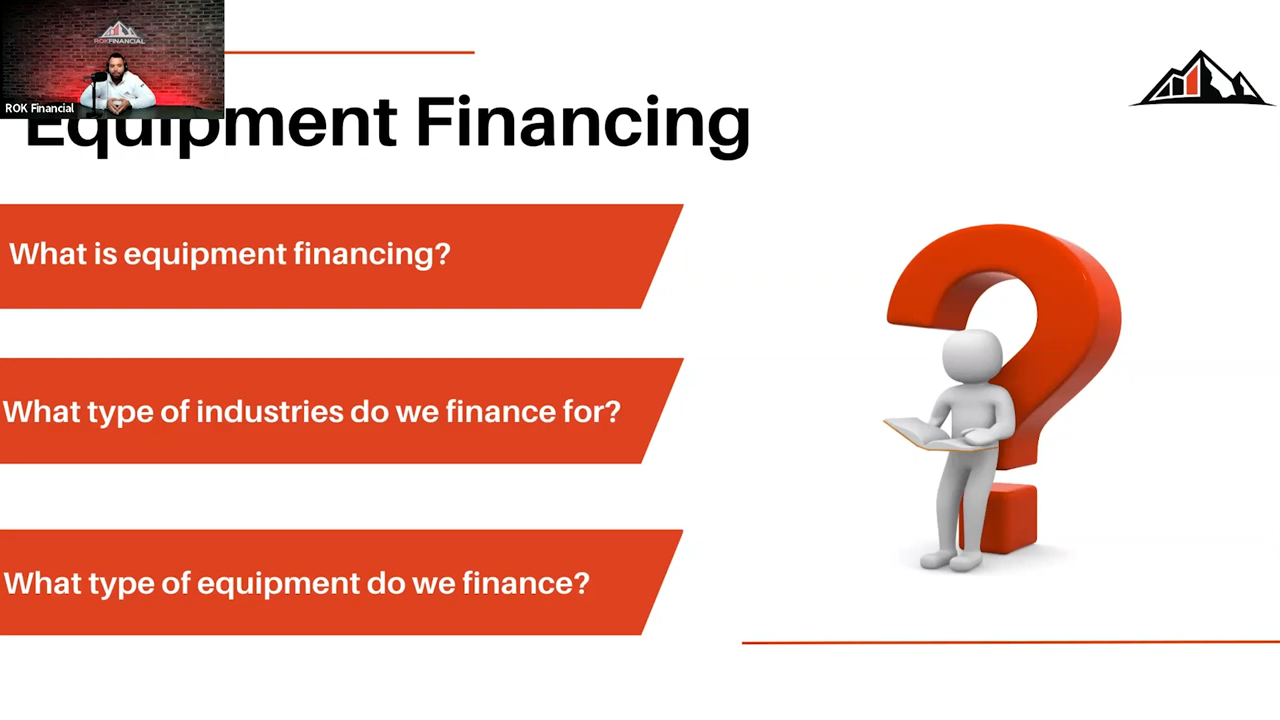 ROKFINANCIAL
ROK Financial
Equipment Financing
What is equipment financing?
What type of industries do we finance for?
What type of equipment do we finance?